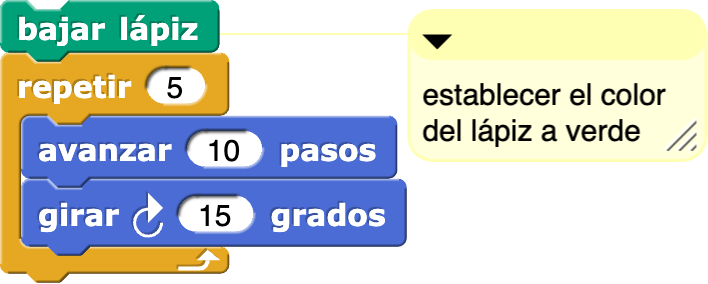 bajar lápiz
repetir 5
avanzar 10 pasos
girar 15 grados
establecer el color
del lápiz a verde